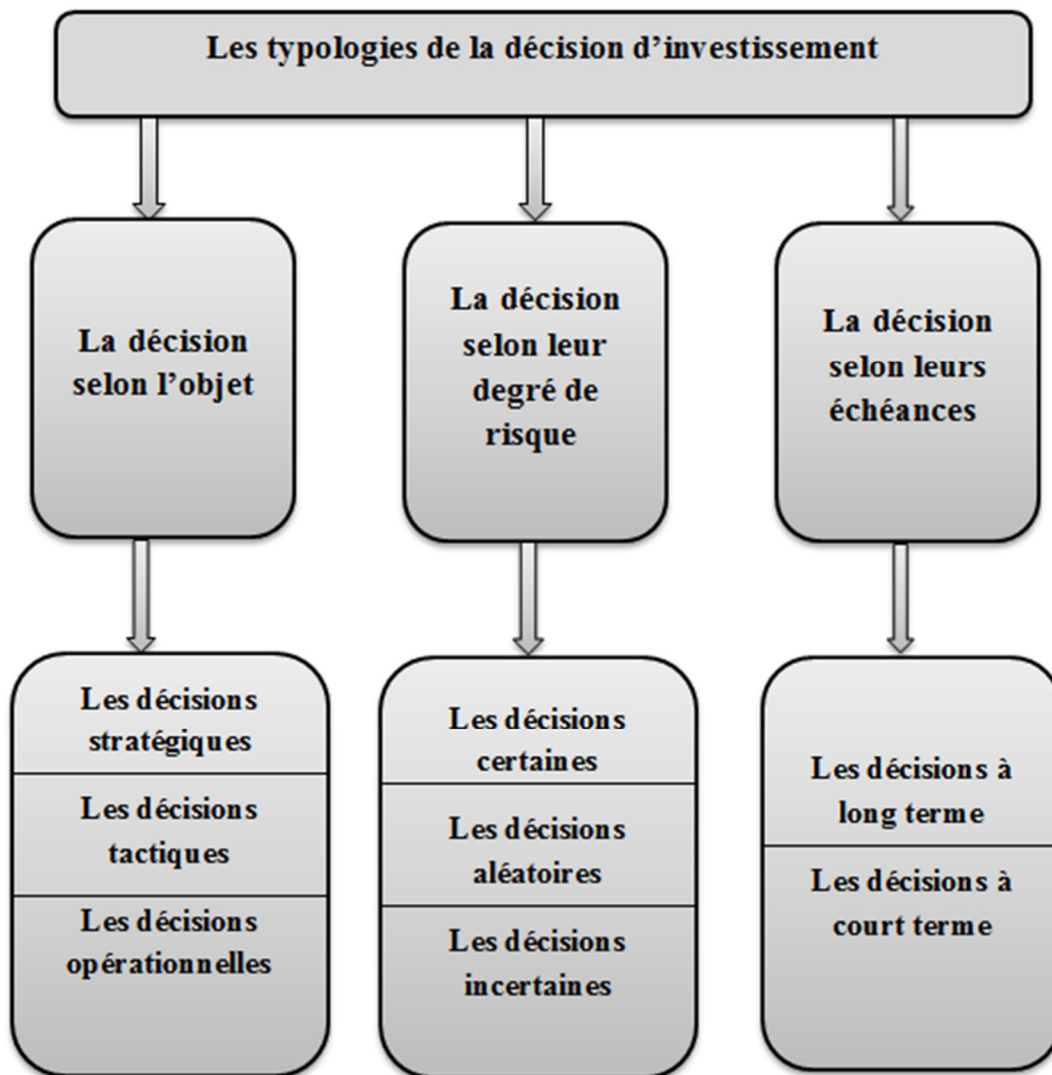 Les typologies de la décision d’investissement
La décision
selon l’objet
La décision
selon leur
degré de
risque
La décision
selon leurs
échéances
Les décisions
stratégiques
Les décisions
tactiques
Les décisions
opérationnelles
Les décisions
certaines
Les décisions
aléatoires
Les décisions
incertaines
Les décisions à
long terme
Les décisions à
court terme